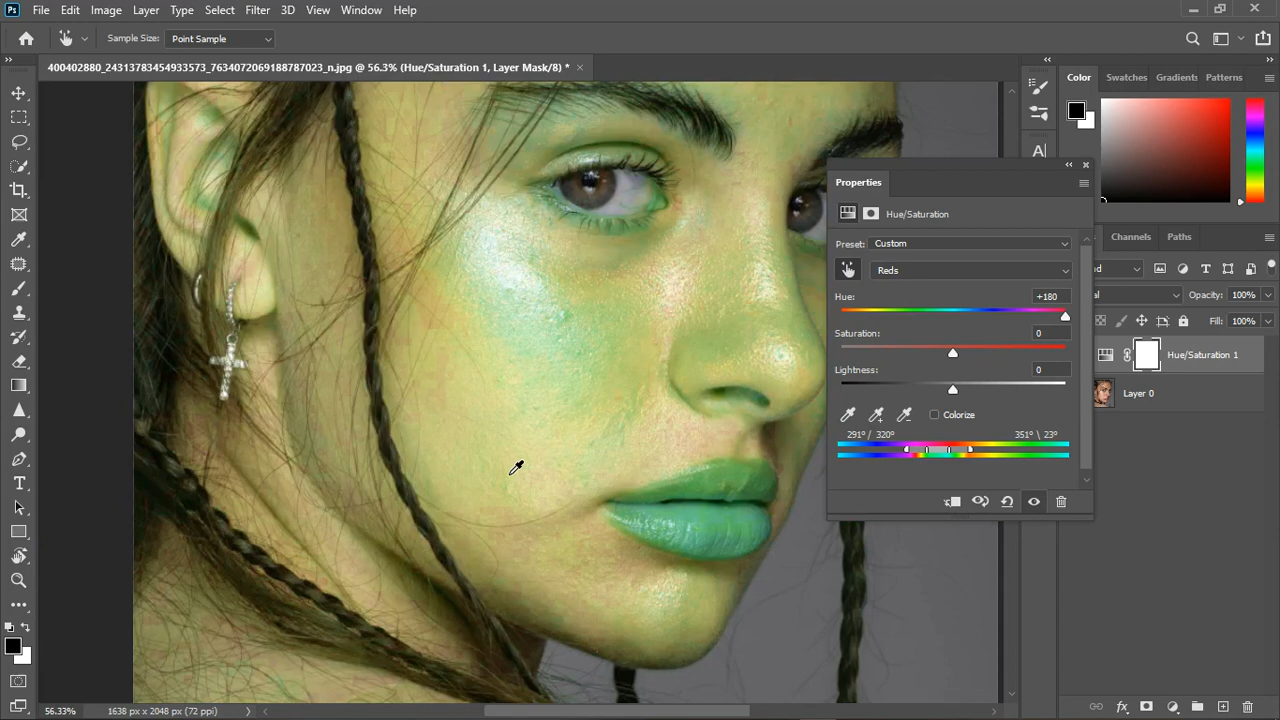 Ps File Edit Image Layer Type Select Filter 3D View Window Help
Sample Size: Point Sample
400402880_24313783454933573_7634072069188787023_n.jpg @ 56.3% (Hue/Saturation 1, Layer Mask/8) * ×
Color Swatches Gradients Patterns
A
Properties
Hue/Saturation
Preset: Custom
Reds
Hue: +180
Saturation: 0
Lightness: 0
Colorize
291°/ 320° 351° \ 23°
Channels Paths
Opacity: 100%
Fill: 100%
Hue/Saturation 1
Layer 0
T
fx
56.33% 1638 px x 2048 px (72 ppi)